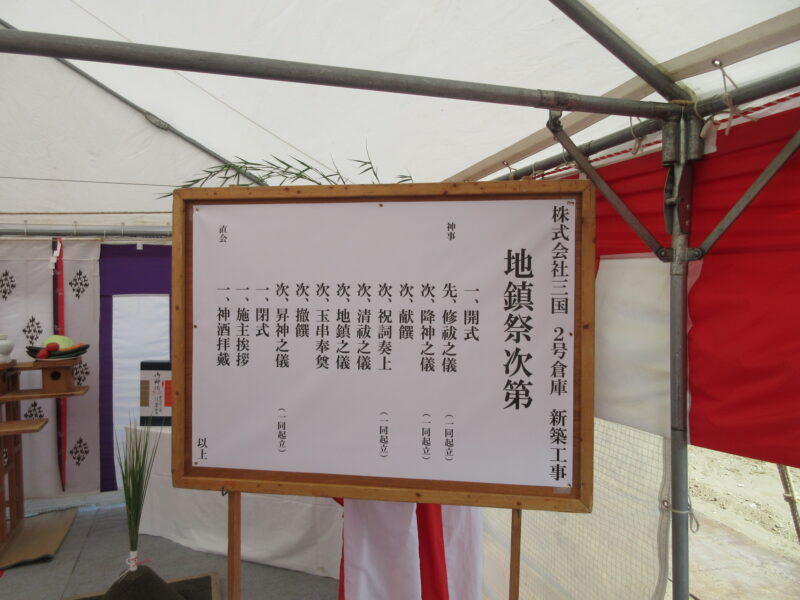 株式会社三国 2号倉庫 新築工事
地鎮祭次第
一、開式
神事
先、修祓之儀 (一同起立)
次、降神之儀 (一同起立)
次、献饌
次、祝詞奏上 (一同起立)
次、清祓之儀
次、地鎮之儀
次、玉串奉奠
次、撤饌
次、昇神之儀 (一同起立)
一、閉式
一、施主挨拶
直会
一、神酒拝戴
以上